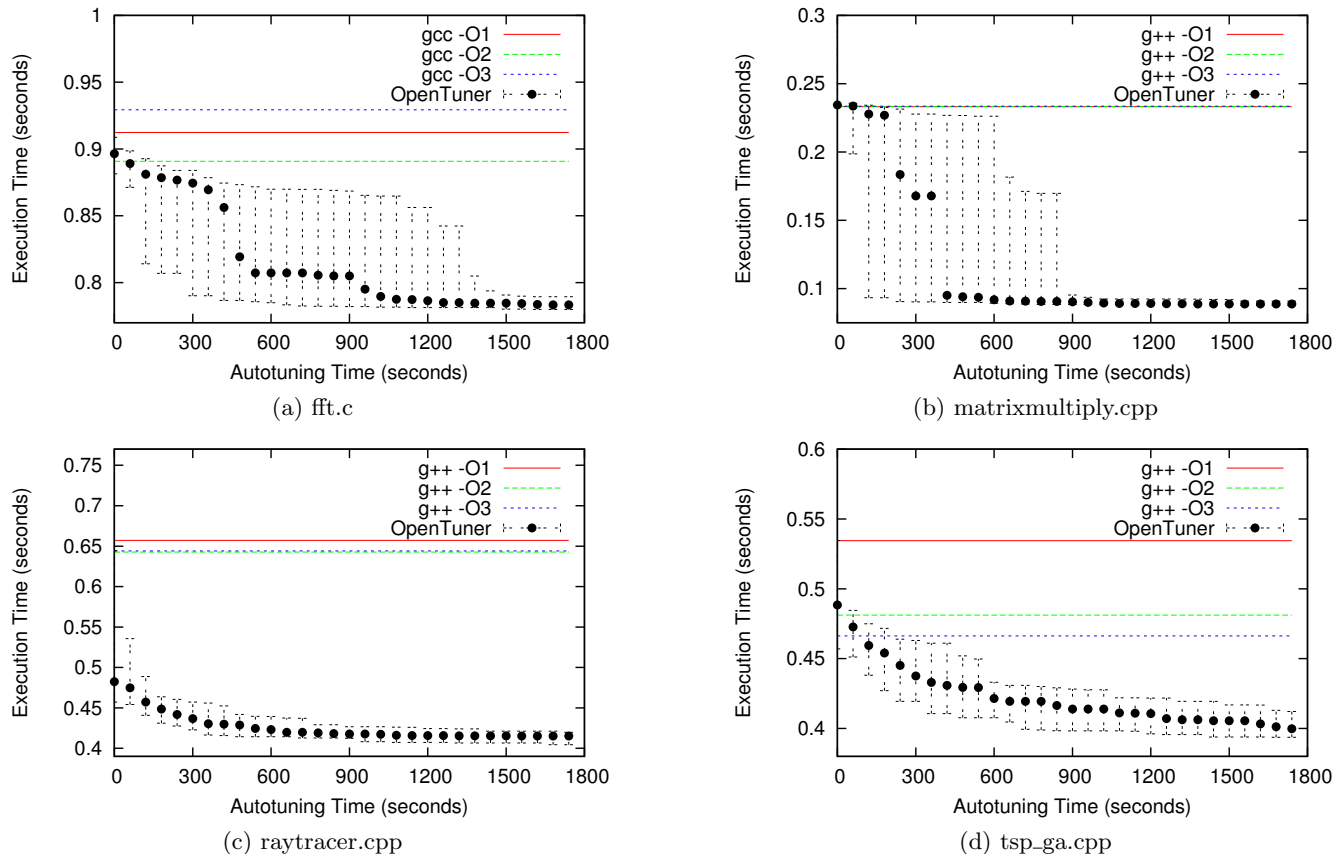 1
0.95
0.9
0.85
0.8
0 300 600 900 1200 1500 1800
Execution Time (seconds)
Autotuning Time (seconds)
gcc -O1
gcc -O2
gcc -O3
OpenTuner
(a) fft.c
0.3
0.25
0.2
0.15
0.1
0 300 600 900 1200 1500 1800
Execution Time (seconds)
Autotuning Time (seconds)
g++ -O1
g++ -O2
g++ -O3
OpenTuner
(b) matrixmultiply.cpp
0.75
0.7
0.65
0.6
0.55
0.5
0.45
0.4
0 300 600 900 1200 1500 1800
Execution Time (seconds)
Autotuning Time (seconds)
g++ -O1
g++ -O2
g++ -O3
OpenTuner
(c) raytracer.cpp
0.6
0.55
0.5
0.45
0.4
0 300 600 900 1200 1500 1800
Execution Time (seconds)
Autotuning Time (seconds)
g++ -O1
g++ -O2
g++ -O3
OpenTuner
(d) tsp_ga.cpp